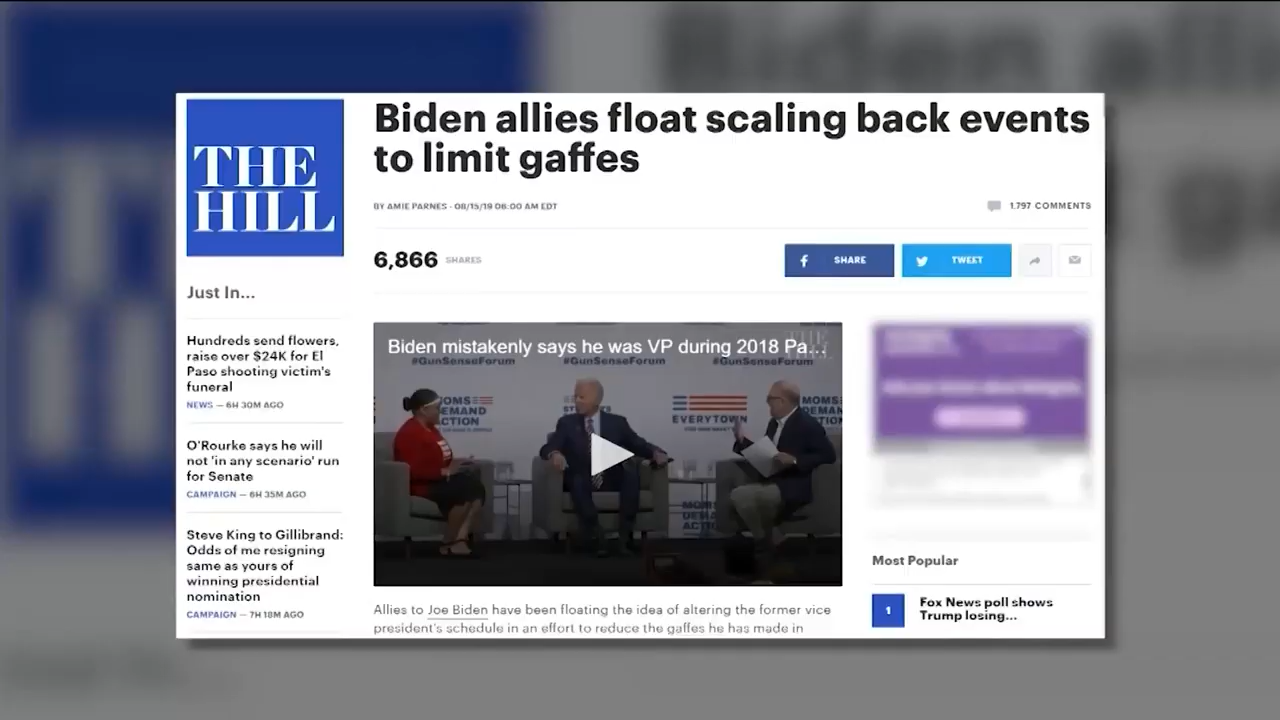 THE
HILL
Biden allies float scaling back events
to limit gaffes
BY AMIE PARNES - 08/15/19 06:00 AM EDT
1,797 COMMENTS
6,866 SHARES
SHARE
TWEET
Just In...
Hundreds send flowers,
raise over $24K for El
Paso shooting victim's
funeral
NEWS — 6H 30M AGO
O'Rourke says he will
not 'in any scenario' run
for Senate
CAMPAIGN — 6H 35M AGO
Steve King to Gillibrand:
Odds of me resigning
same as yours of
winning presidential
nomination
CAMPAIGN — 7H 18M AGO
Biden mistakenly says he was VP during 2018 Pa...
#GunSenseForum
#GunSenseForum
#GunSenseForum
MOMS
DEMAND
ACTION
EVERYTOWN
MOMS
DEMAND
ACTION
MOMS
DEMAND
ACTION
Allies to Joe Biden have been floating the idea of altering the former vice
president's schedule in an effort to reduce the gaffes he has made in
Most Popular
1
Fox News poll shows
Trump losing...